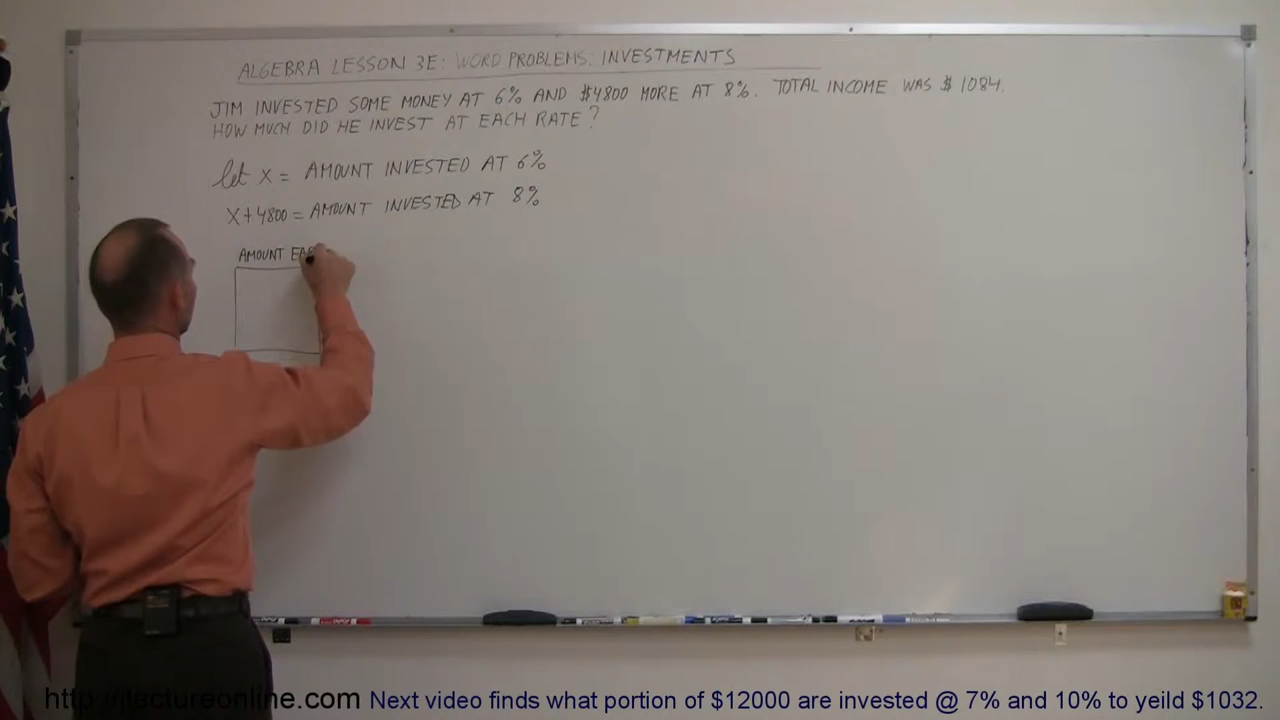 ALGEBRA LESSON 3E: WORD PROBLEMS: INVESTMENTS
JIM INVESTED SOME MONEY AT 6% AND $4800 MORE AT 8%. TOTAL INCOME WAS $1084.
HOW MUCH DID HE INVEST AT EACH RATE?
let x = AMOUNT INVESTED AT 6%
x+4800 = AMOUNT INVESTED AT 8%
AMOUNT
http://ilectureonline.com Next video finds what portion of $12000 are invested @ 7% and 10% to yeild $1032.